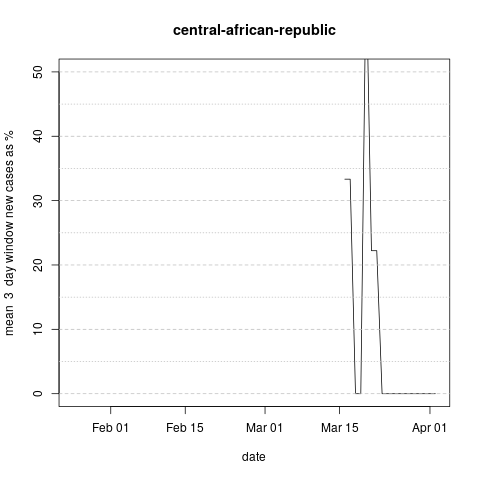 central-african-republic
mean 3 day window new cases as %
50
40
30
20
10
0
Feb 01
Feb 15
Mar 01
Mar 15
Apr 01
date